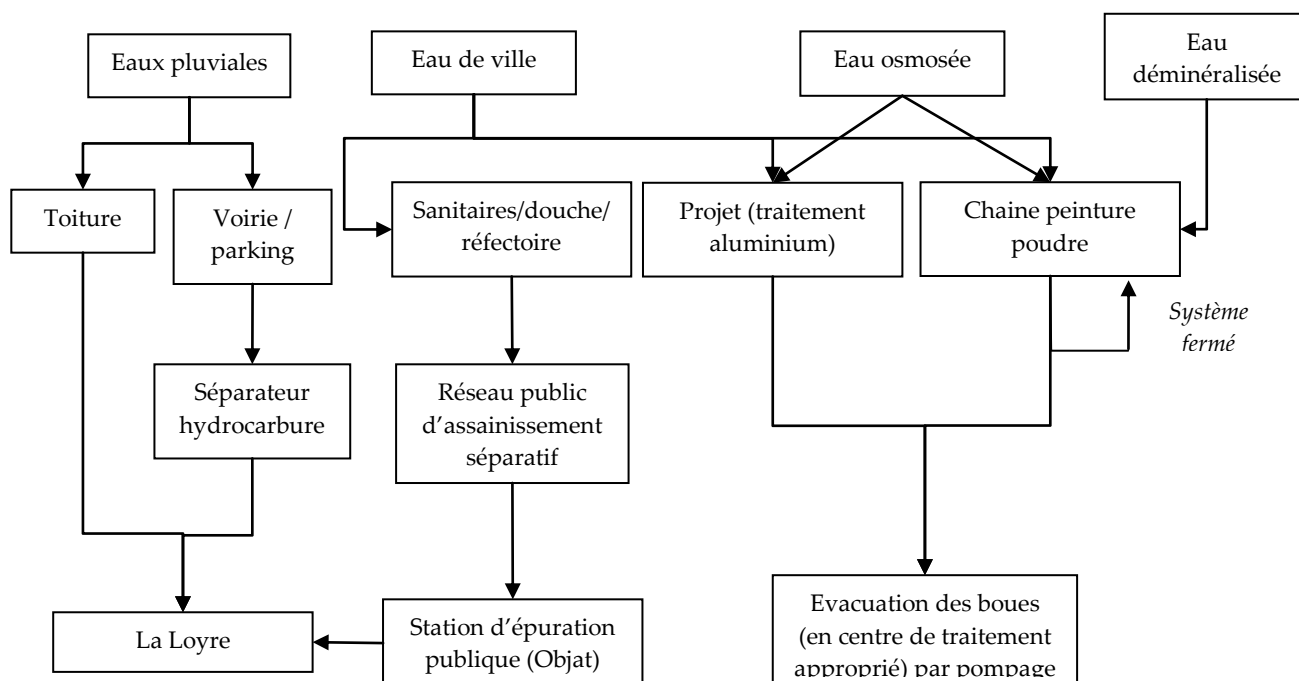 Eaux pluviales
Eau de ville
Eau osmosée
Eau
déminéralisée
Toiture
Voirie /
parking
Sanitaires/douche/
réfectoire
Projet (traitement
aluminium)
Chaine peinture
poudre
Système
fermé
Séparateur
hydrocarbure
Réseau public
d'assainissement
séparatif
La Loyre
Station d'épuration
publique (Objat)
Evacuation des boues
(en centre de traitement
approprié) par pompage